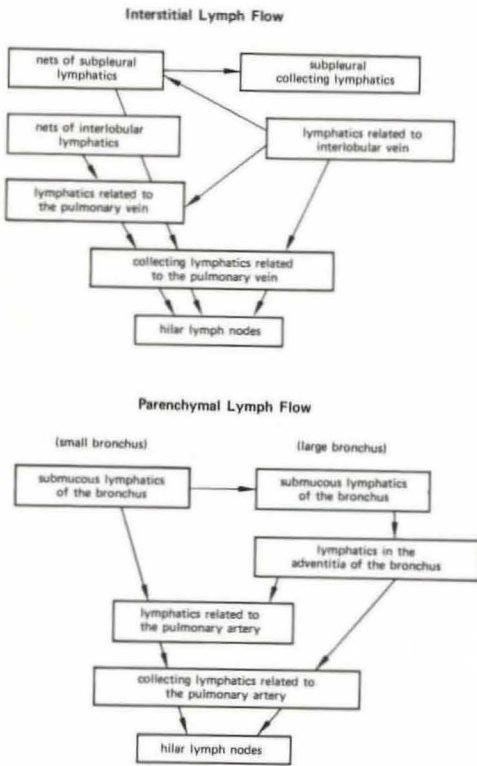 Interstitial Lymph Flow
nets of subpleural
lymphatics
subpleural
collecting lymphatics
nets of interlobular
lymphatics
lymphatics related to
interlobular vein
lymphatics related to
the pulmonary vein
collecting lymphatics related
to the pulmonary vein
hilar lymph nodes
Parenchymal Lymph Flow
(small bronchus)
(large bronchus)
submucous lymphatics
of the bronchus
submucous lymphatics
of the bronchus
lymphatics in the
adventitia of the bronchus
lymphatics related to
the pulmonary artery
collecting lymphatics related to
the pulmonary artery
hilar lymph nodes